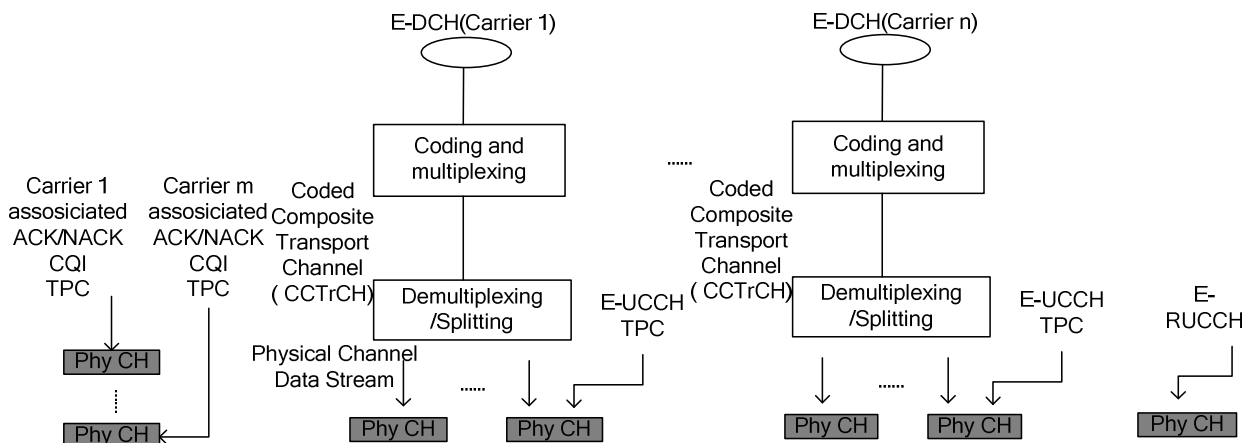 E-DCH(Carrier 1)
E-DCH(Carrier n)
Coding and
multiplexing
......
Coding and
multiplexing
Carrier 1
assosiciated
ACK/NACK
CQI
TPC
Carrier m
assosiciated
ACK/NACK
CQI
TPC
Coded
Composite
Transport
Channel
( CCTrCH)
Coded
Composite
Transport
Channel
( CCTrCH)
Demultiplexing
/Splitting
E-UCCH
TPC
Demultiplexing
/Splitting
E-UCCH
TPC
E-
RUCCH
Physical Channel
Data Stream
......
......
Phy CH
......
Phy CH
Phy CH
Phy CH
Phy CH
Phy CH
Phy CH